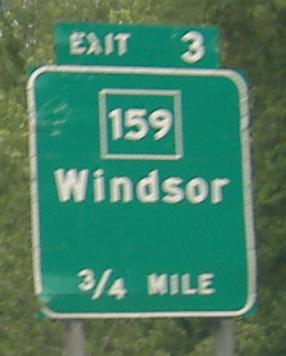 EXIT 3
159
Windsor
3/4 MILE